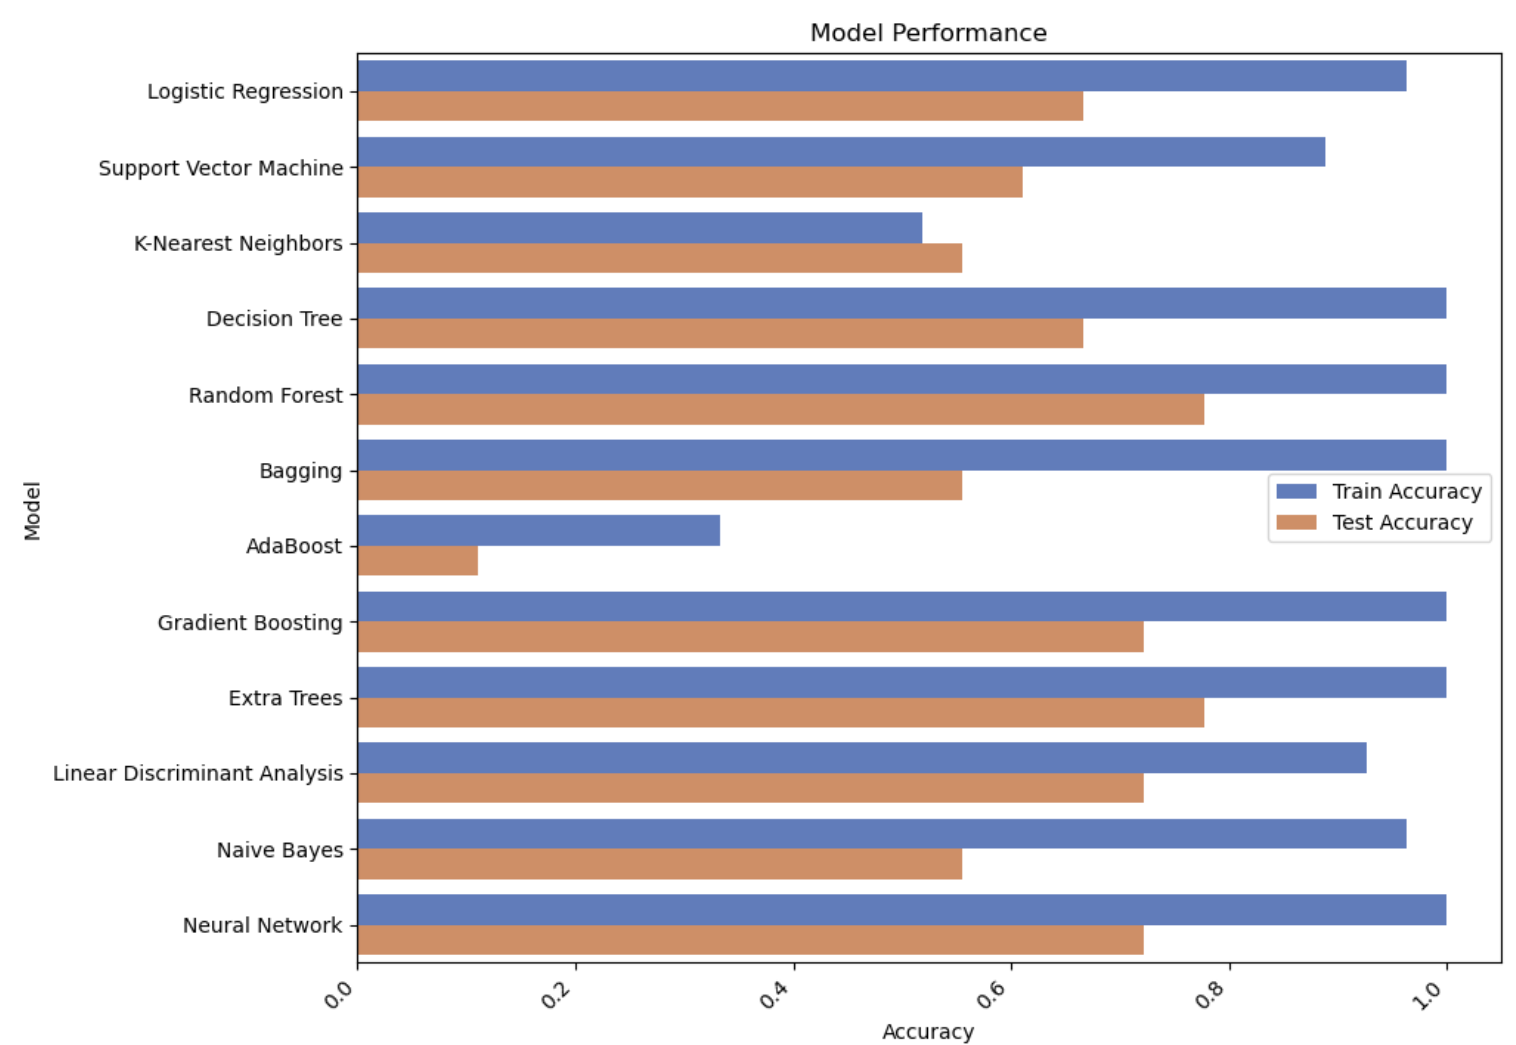 Model Performance
Logistic Regression
Support Vector Machine
K-Nearest Neighbors
Decision Tree
Random Forest
Bagging
AdaBoost
Gradient Boosting
Extra Trees
Linear Discriminant Analysis
Naive Bayes
Neural Network
Model
Train Accuracy
Test Accuracy
0.0 0.2 0.4 0.6 0.8 1.0
Accuracy